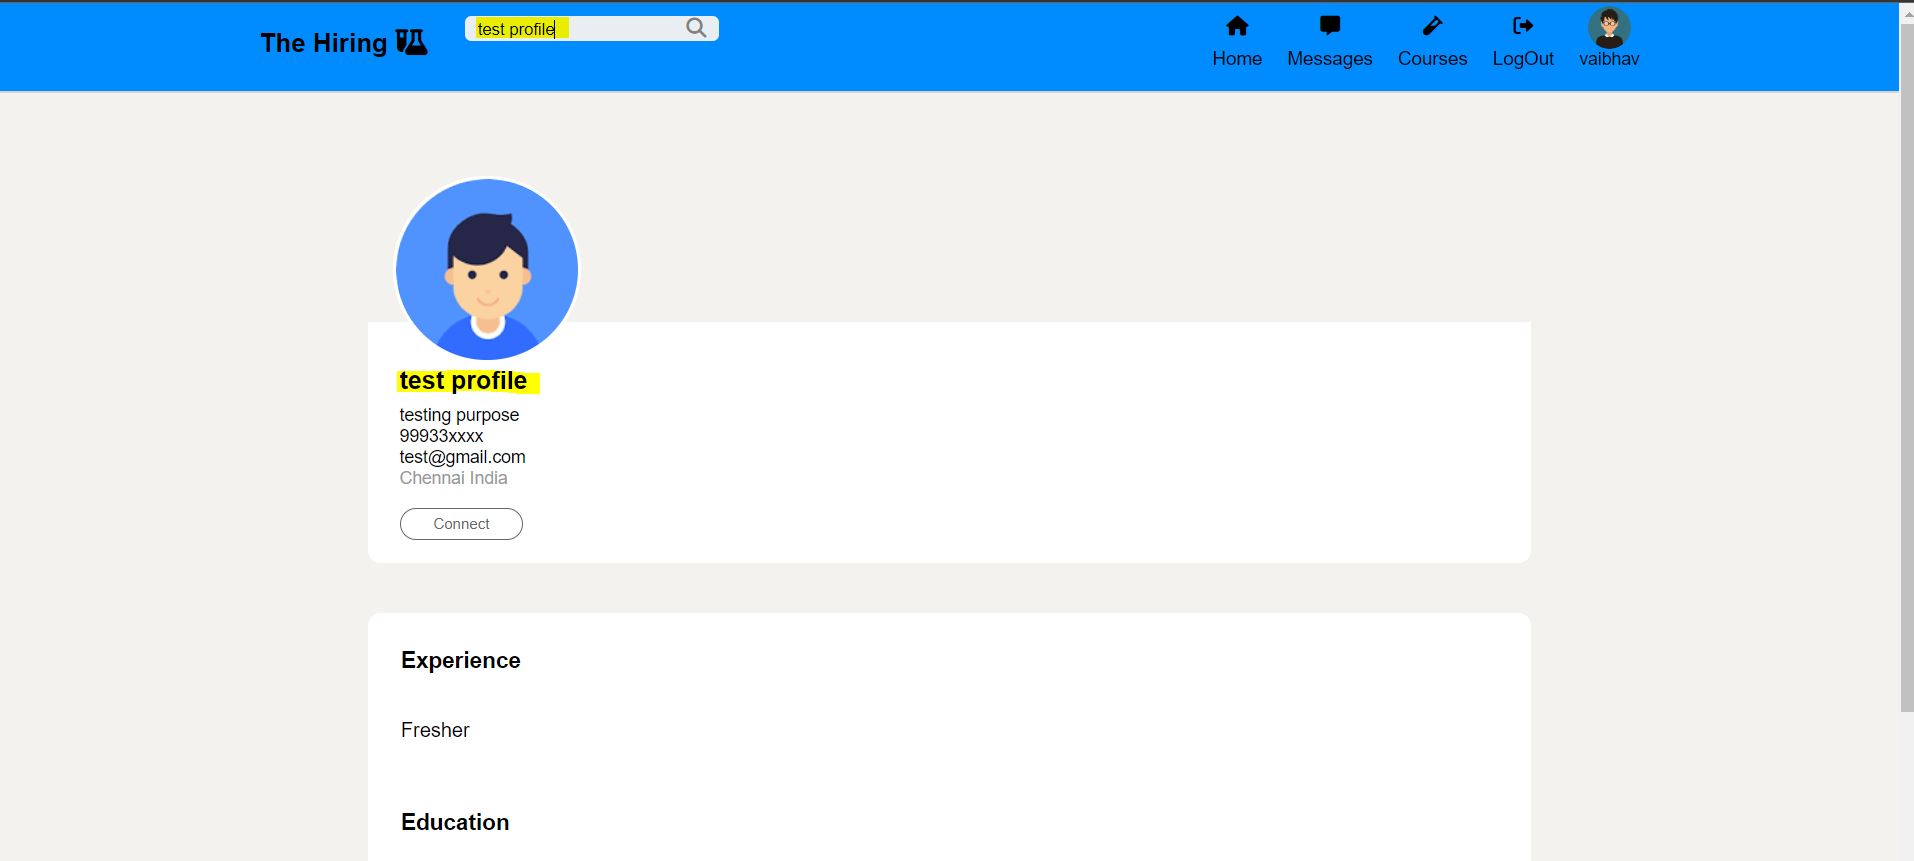 The Hiring
test profile
Home
Messages
Courses
LogOut
vaibhav
test profile
testing purpose
99933xxxx
test@gmail.com
Chennai India
Connect
Experience
Fresher
Education